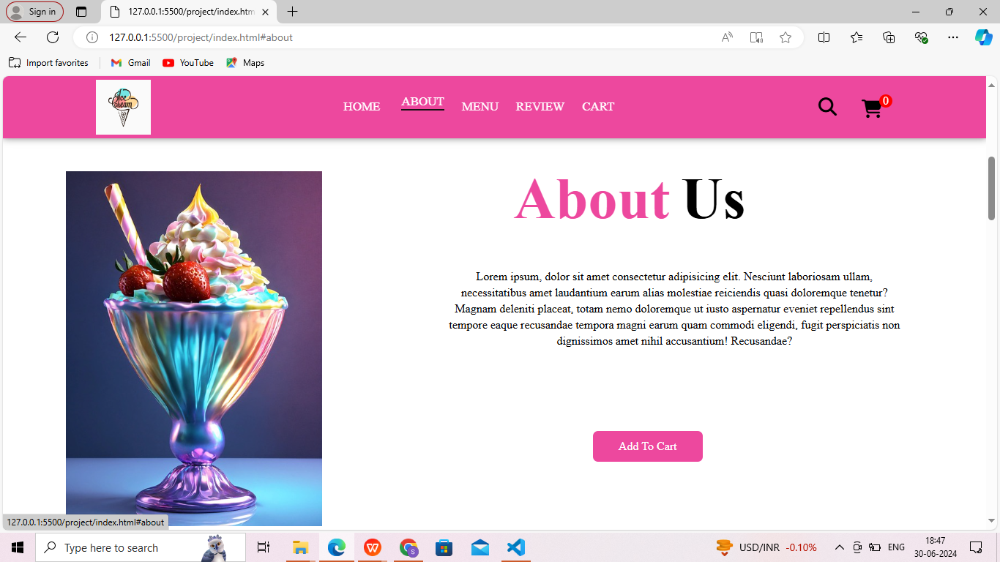 Sign in
127.0.0.1:5500/project/index.htm
127.0.0.1:5500/project/index.html#about
Import favorites
Gmail
YouTube
Maps
Ice
Cream
HOME
ABOUT
MENU
REVIEW
CART
0
About Us
Lorem ipsum, dolor sit amet consectetur adipisicing elit. Nesciunt laboriosam ullam,
necessitatibus amet laudantium earum alias molestiae reiciendis quasi doloremque tenetur?
Magnam deleniti placeat, totam nemo doloremque ut iusto aspernatur eveniet repellendus sint
tempore eaque recusandae tempora magni earum quam commodi eligendi, fugit perspiciatis non
dignissimos amet nihil accusantium! Recusandae?
Add To Cart
127.0.0.1:5500/project/index.html#about
Type here to search
USD/INR -0.10%
ENG
18:47
30-06-2024